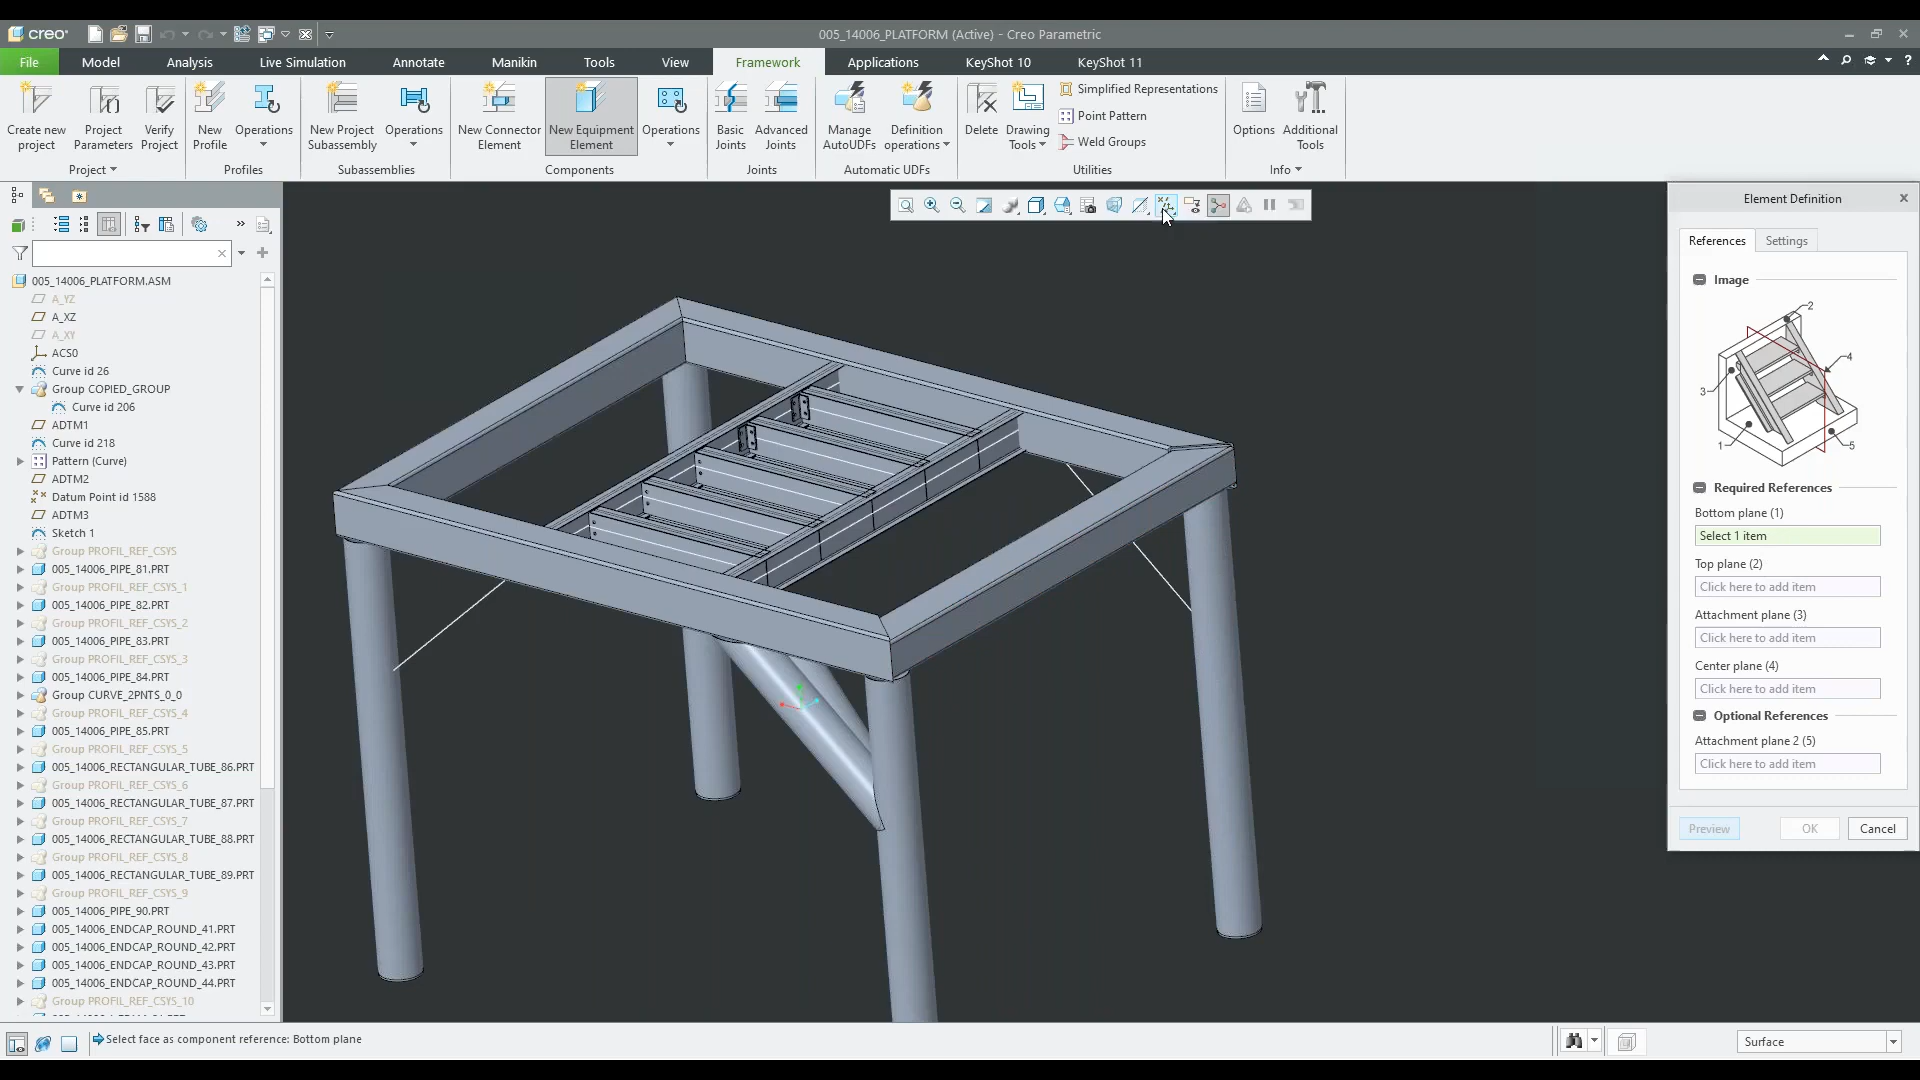 creo®
005_14006_PLATFORM (Active) - Creo Parametric
File Model Analysis Live Simulation Annotate Manikin Tools View Framework Applications KeyShot 10 KeyShot 11
Create new project
Project Parameters
Verify Project
New Profile
Operations
New Project Subassembly
Operations
New Connector Element
New Equipment Element
Operations
Basic Joints
Advanced Joints
Manage AutoUDFs
Definition operations
Delete
Drawing Tools
Simplified Representations
Point Pattern
Weld Groups
Options
Additional Tools
Project Profiles Subassemblies Components Joints Automatic UDFs Utilities Info
005_14006_PLATFORM.ASM
A_YZ
A_XZ
A_XY
ACS0
Curve id 26
Group COPIED_GROUP
Curve id 206
ADTM1
Curve id 218
Pattern (Curve)
ADTM2
Datum Point id 1588
ADTM3
Sketch 1
Group PROFIL_REF_CSYS
005_14006_PIPE_81.PRT
Group PROFIL_REF_CSYS_1
005_14006_PIPE_82.PRT
Group PROFIL_REF_CSYS_2
005_14006_PIPE_83.PRT
Group PROFIL_REF_CSYS_3
005_14006_PIPE_84.PRT
Group CURVE_2PNTS_0_0
Group PROFIL_REF_CSYS_4
005_14006_PIPE_85.PRT
Group PROFIL_REF_CSYS_5
005_14006_RECTANGULAR_TUBE_86.PRT
Group PROFIL_REF_CSYS_6
005_14006_RECTANGULAR_TUBE_87.PRT
Group PROFIL_REF_CSYS_7
005_14006_RECTANGULAR_TUBE_88.PRT
Group PROFIL_REF_CSYS_8
005_14006_RECTANGULAR_TUBE_89.PRT
Group PROFIL_REF_CSYS_9
005_14006_PIPE_90.PRT
005_14006_ENDCAP_ROUND_41.PRT
005_14006_ENDCAP_ROUND_42.PRT
005_14006_ENDCAP_ROUND_43.PRT
005_14006_ENDCAP_ROUND_44.PRT
Group PROFIL_REF_CSYS_10
Element Definition
References Settings
Image
2
4
3
1
5
Required References
Bottom plane (1)
Select 1 item
Top plane (2)
Click here to add item
Attachment plane (3)
Click here to add item
Center plane (4)
Click here to add item
Optional References
Attachment plane 2 (5)
Click here to add item
Preview OK Cancel
Select face as component reference: Bottom plane
Surface